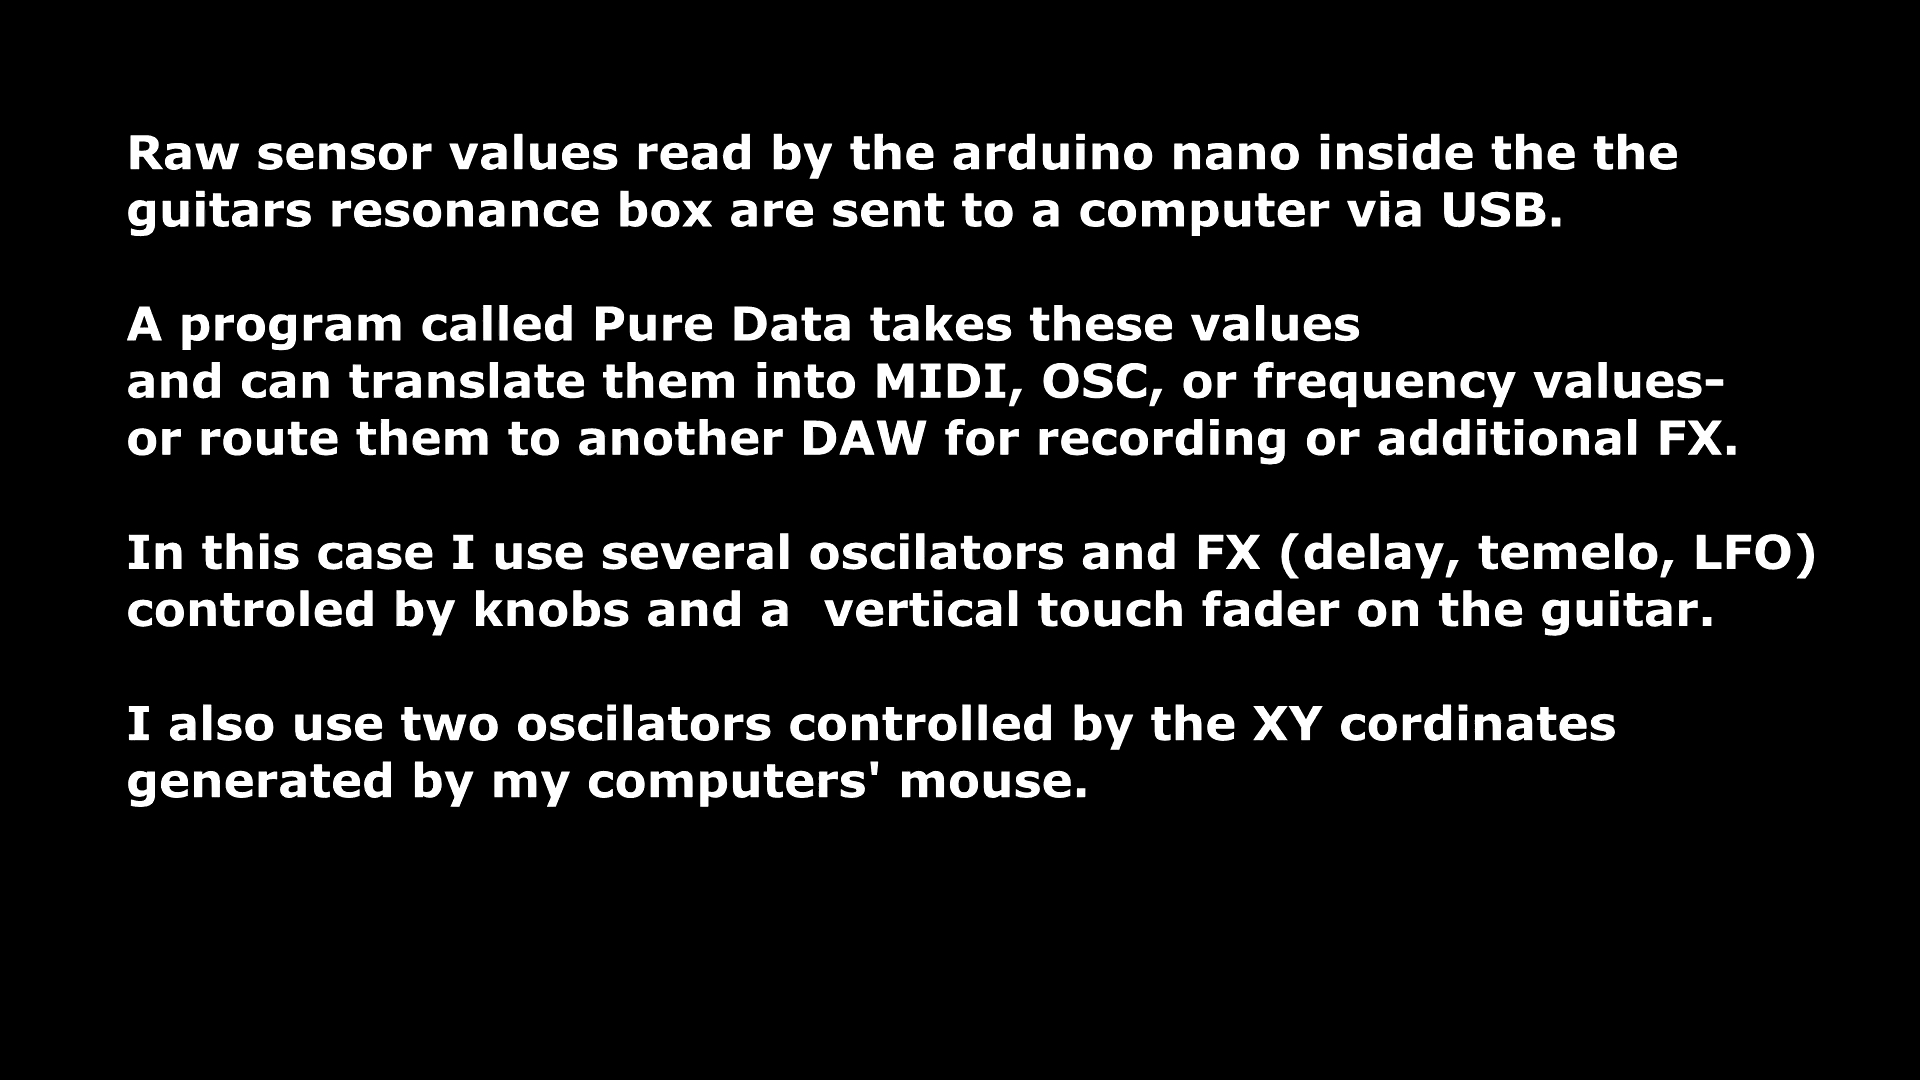 Raw sensor values read by the arduino nano inside the the
guitars resonance box are sent to a computer via USB.
A program called Pure Data takes these values
and can translate them into MIDI, OSC, or frequency values-
or route them to another DAW for recording or additional FX.
In this case I use several oscilators and FX (delay, temelo, LFO)
controled by knobs and a  vertical touch fader on the guitar.
I also use two oscilators controlled by the XY cordinates
generated by my computers' mouse.